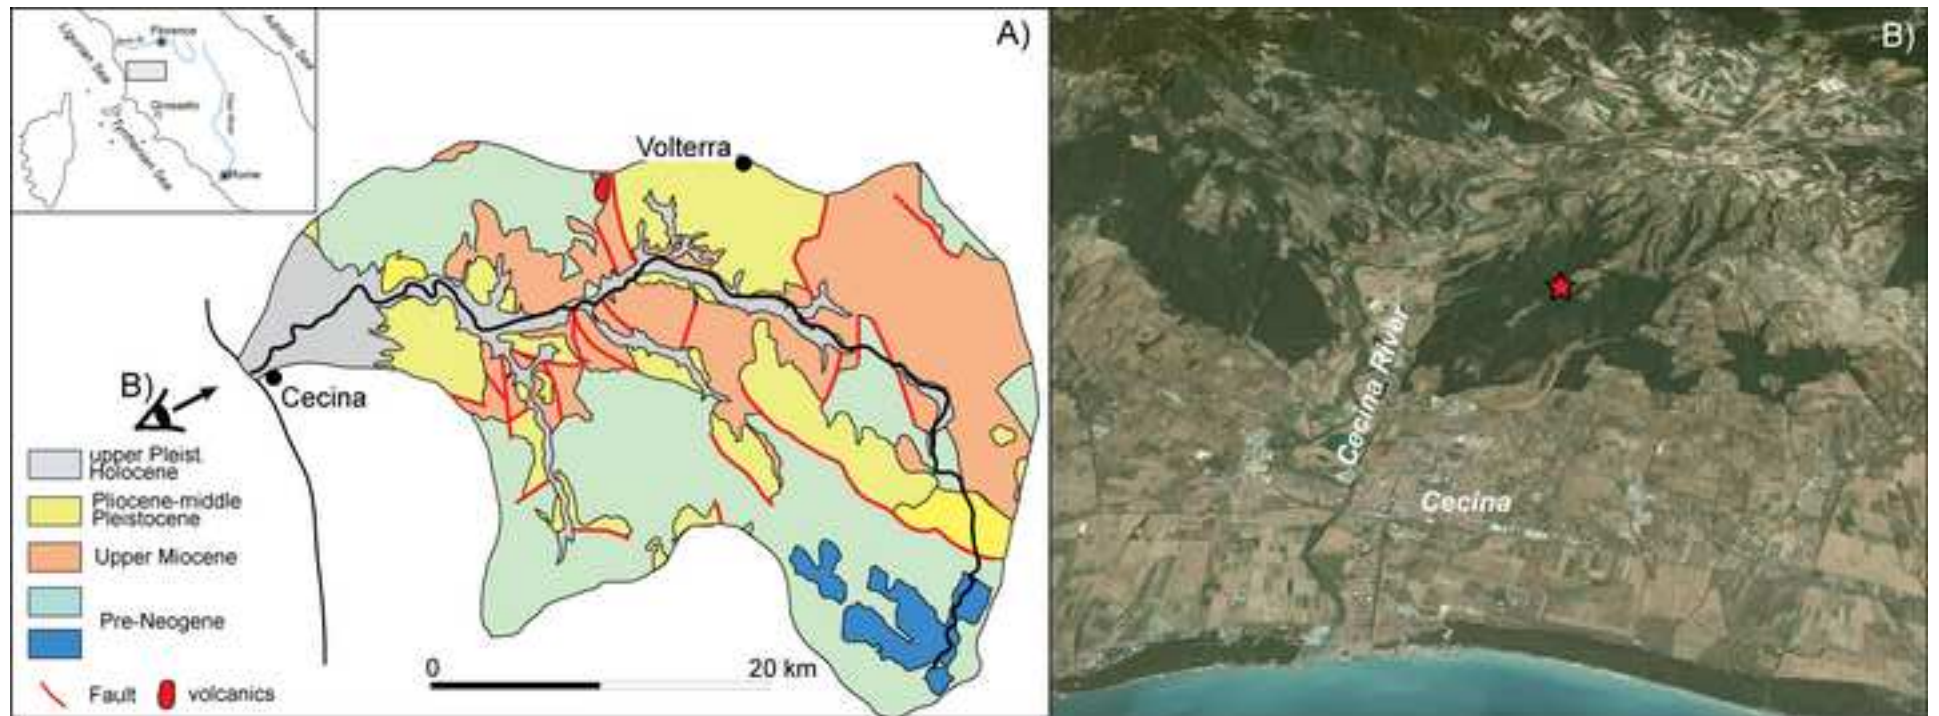 A)
Ligurian Sea
Florence
Adriatic Sea
Grosseto
Tyrrhenian Sea
Rome
Volterra
B)
Cecina
upper Pleist.
Holocene
Pliocene-middle
Pleistocene
Upper Miocene
Pre-Neogene
Fault
volcanics
0
20 km
B)
Cecina River
Cecina